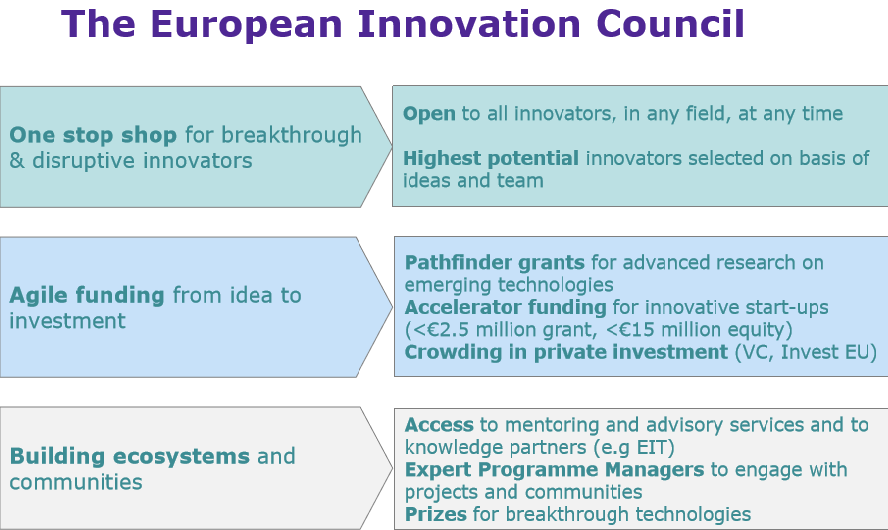 The European Innovation Council
One stop shop for breakthrough
& disruptive innovators
Open to all innovators, in any field, at any time
Highest potential innovators selected on basis of
ideas and team
Agile funding from idea to
investment
Pathfinder grants for advanced research on
emerging technologies
Accelerator funding for innovative start-ups
(<€2.5 million grant, <€15 million equity)
Crowding in private investment (VC, Invest EU)
Building ecosystems and
communities
Access to mentoring and advisory services and to
knowledge partners (e.g EIT)
Expert Programme Managers to engage with
projects and communities
Prizes for breakthrough technologies